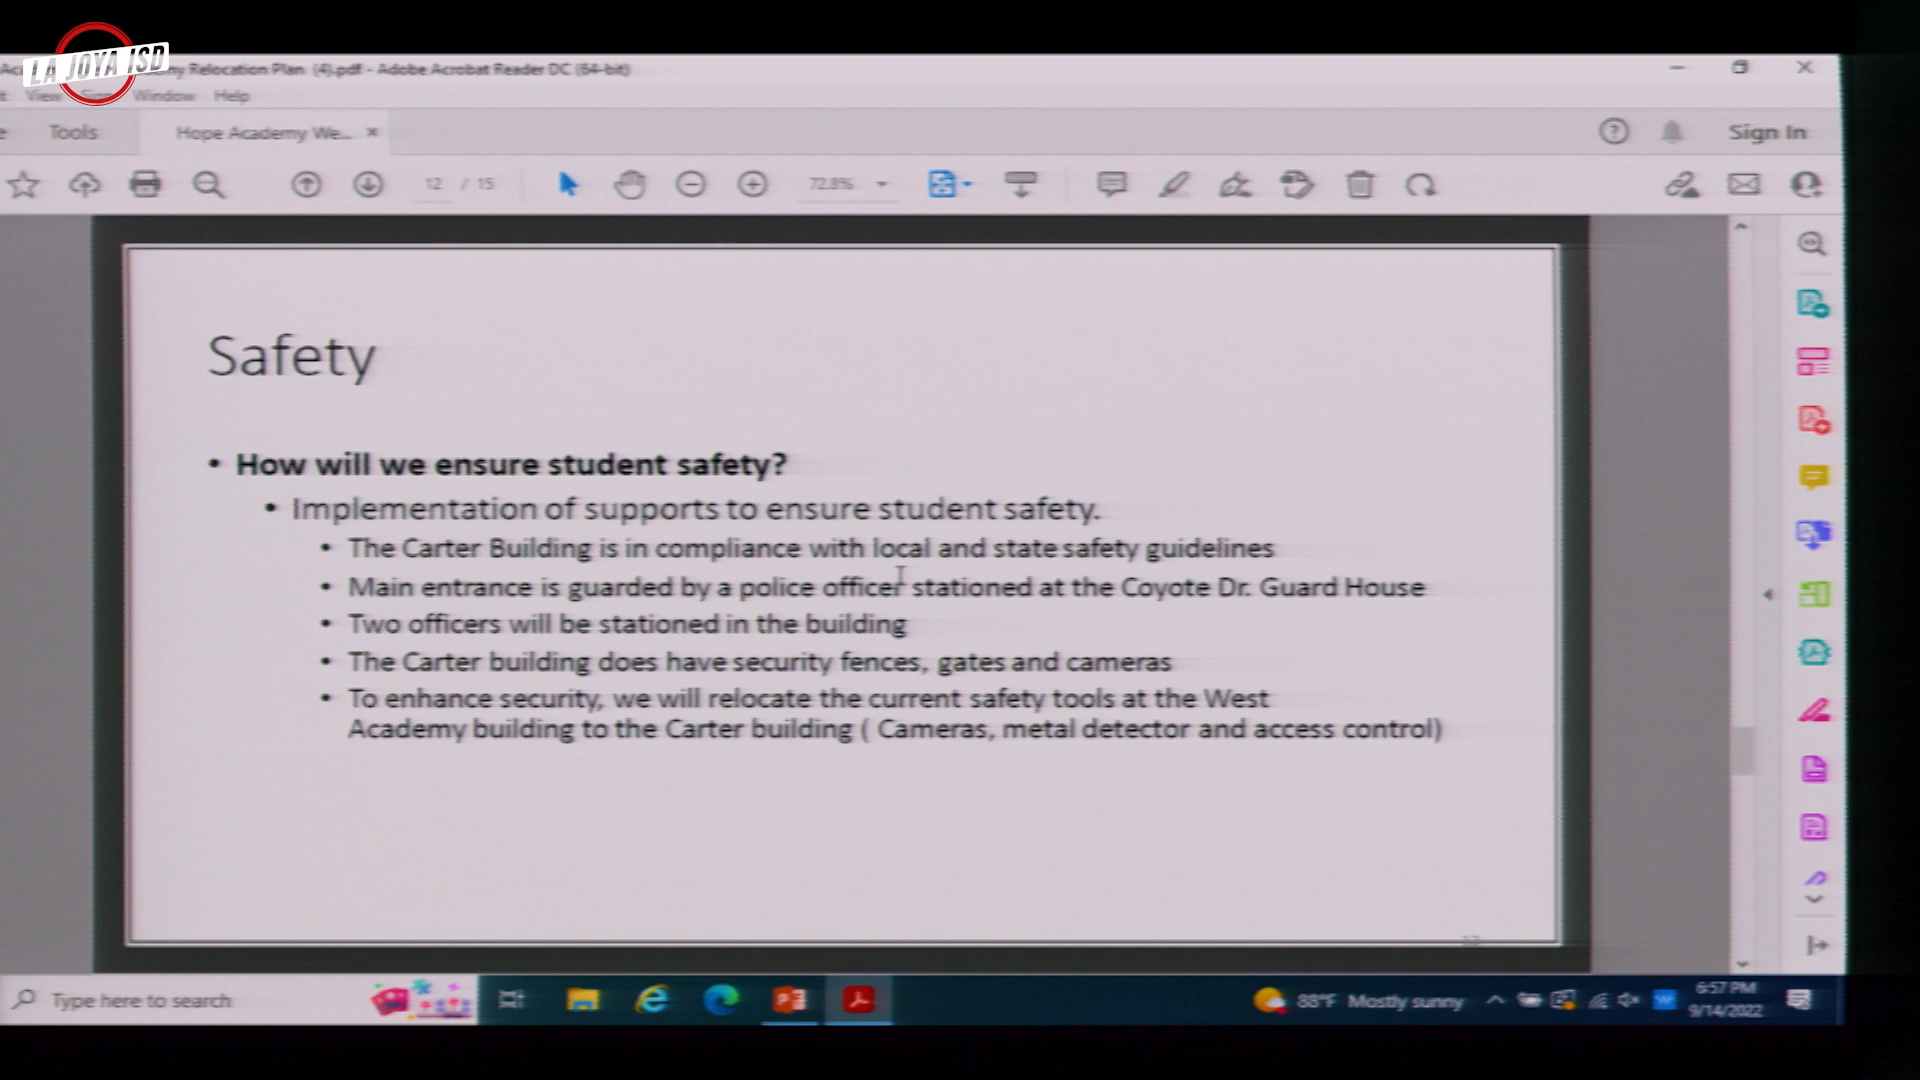 LA JOYA ISD
Relocation Plan (4).pdf - Adobe Acrobat Reader DC (64-bit)
View Sign Window Help
Tools
Hope Academy We... ×
Sign In
12 / 15
72.8%
Safety
• How will we ensure student safety?
• Implementation of supports to ensure student safety.
• The Carter Building is in compliance with local and state safety guidelines
• Main entrance is guarded by a police officer stationed at the Coyote Dr. Guard House
• Two officers will be stationed in the building
• The Carter building does have security fences, gates and cameras
• To enhance security, we will relocate the current safety tools at the West
Academy building to the Carter building ( Cameras, metal detector and access control)
12
Type here to search
88°F Mostly sunny
6:57 PM
9/14/2022